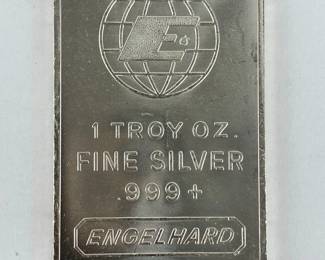 E
1 TROY OZ.
FINE SILVER
.999+
ENGELHARD